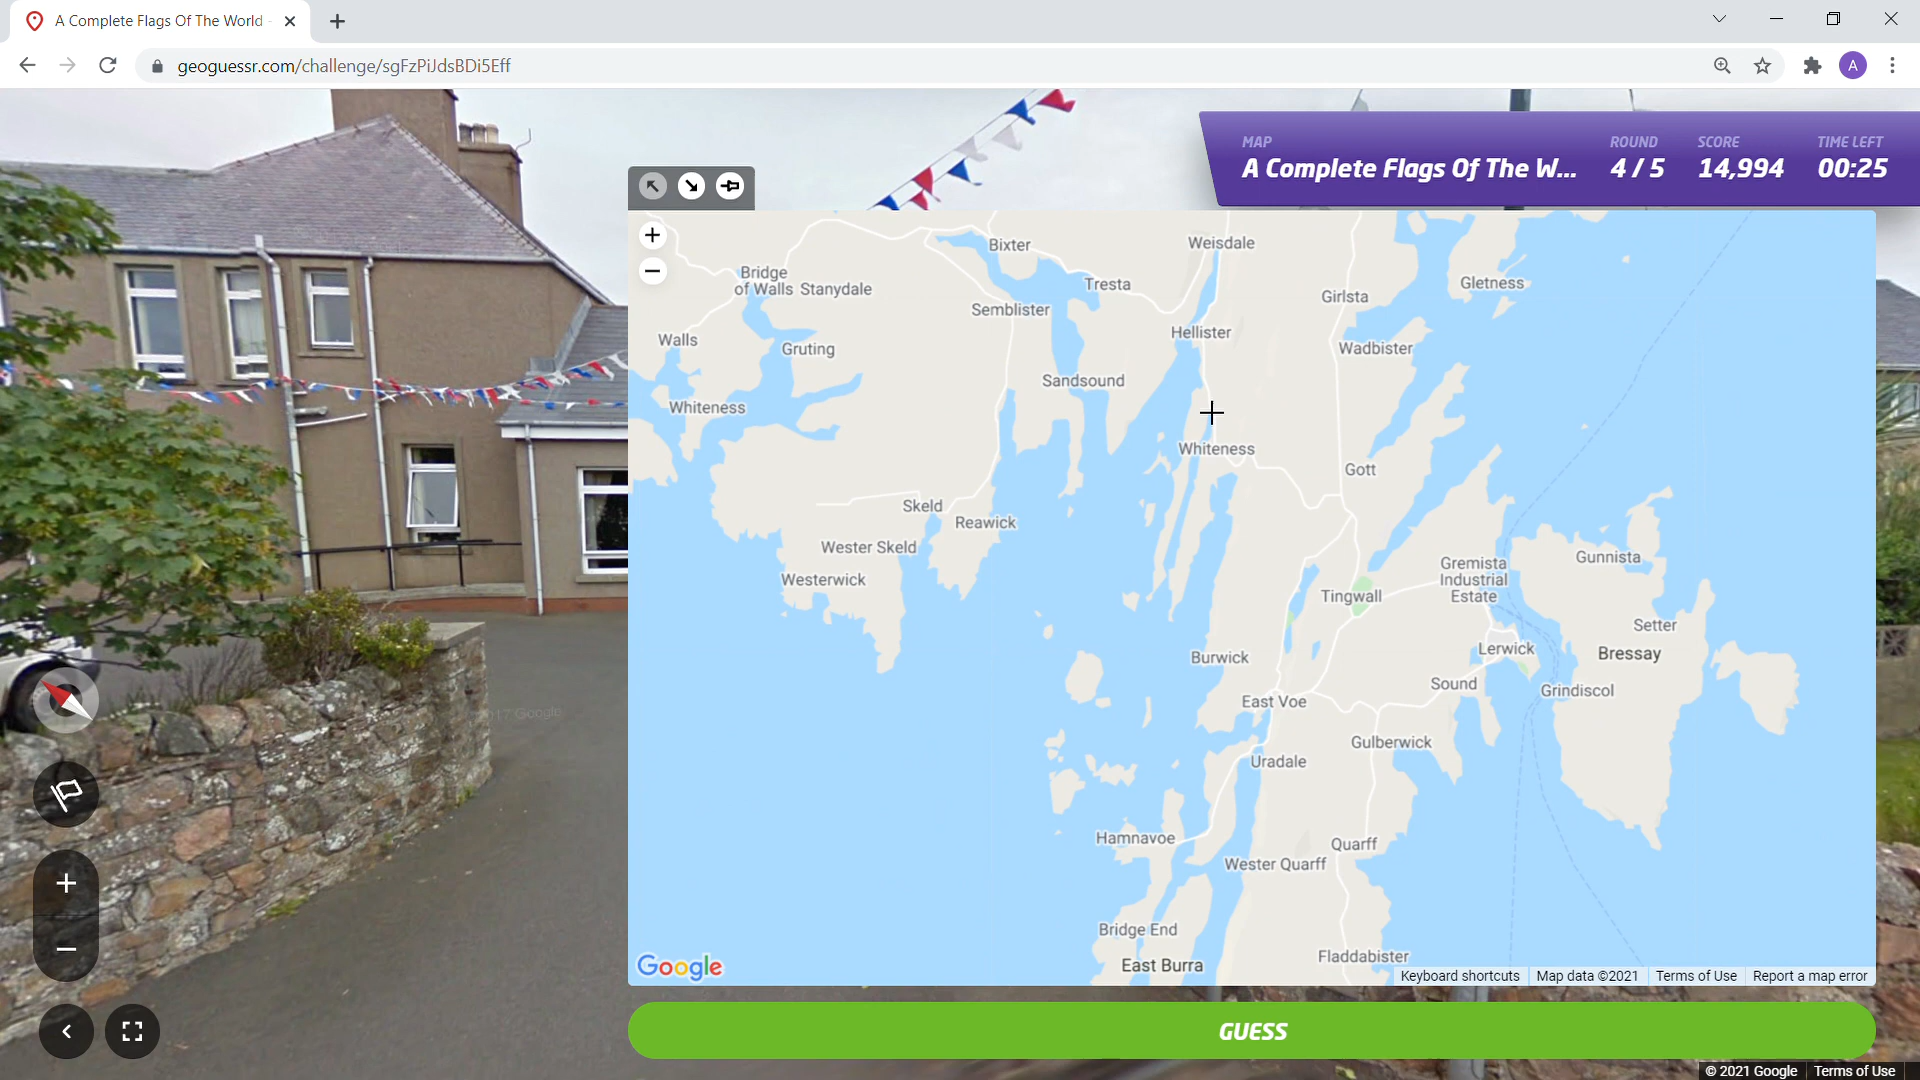 A Complete Flags Of The World -
geoguessr.com/challenge/sgFzPiJdsBDi5Eff
A
MAP
A Complete Flags Of The W...
ROUND
4 / 5
SCORE
14,994
TIME LEFT
00:25
Bixter
Weisdale
Bridge
of Walls
Stanydale
Tresta
Gletness
Girlsta
Semblister
Hellister
Walls
Gruting
Wadbister
Sandsound
Whiteness
Whiteness
Gott
Skeld
Reawick
Wester Skeld
Westerwick
Gunnista
Gremista
Industrial
Estate
Tingwall
Setter
Lerwick
Bressay
Burwick
Sound
Grindiscol
East Voe
Gulberwick
Uradale
Hamnavoe
Quarff
Wester Quarff
Bridge End
Fladdabister
East Burra
Google
Keyboard shortcuts
Map data ©2021
Terms of Use
Report a map error
GUESS
© 2021 Google
Terms of Use